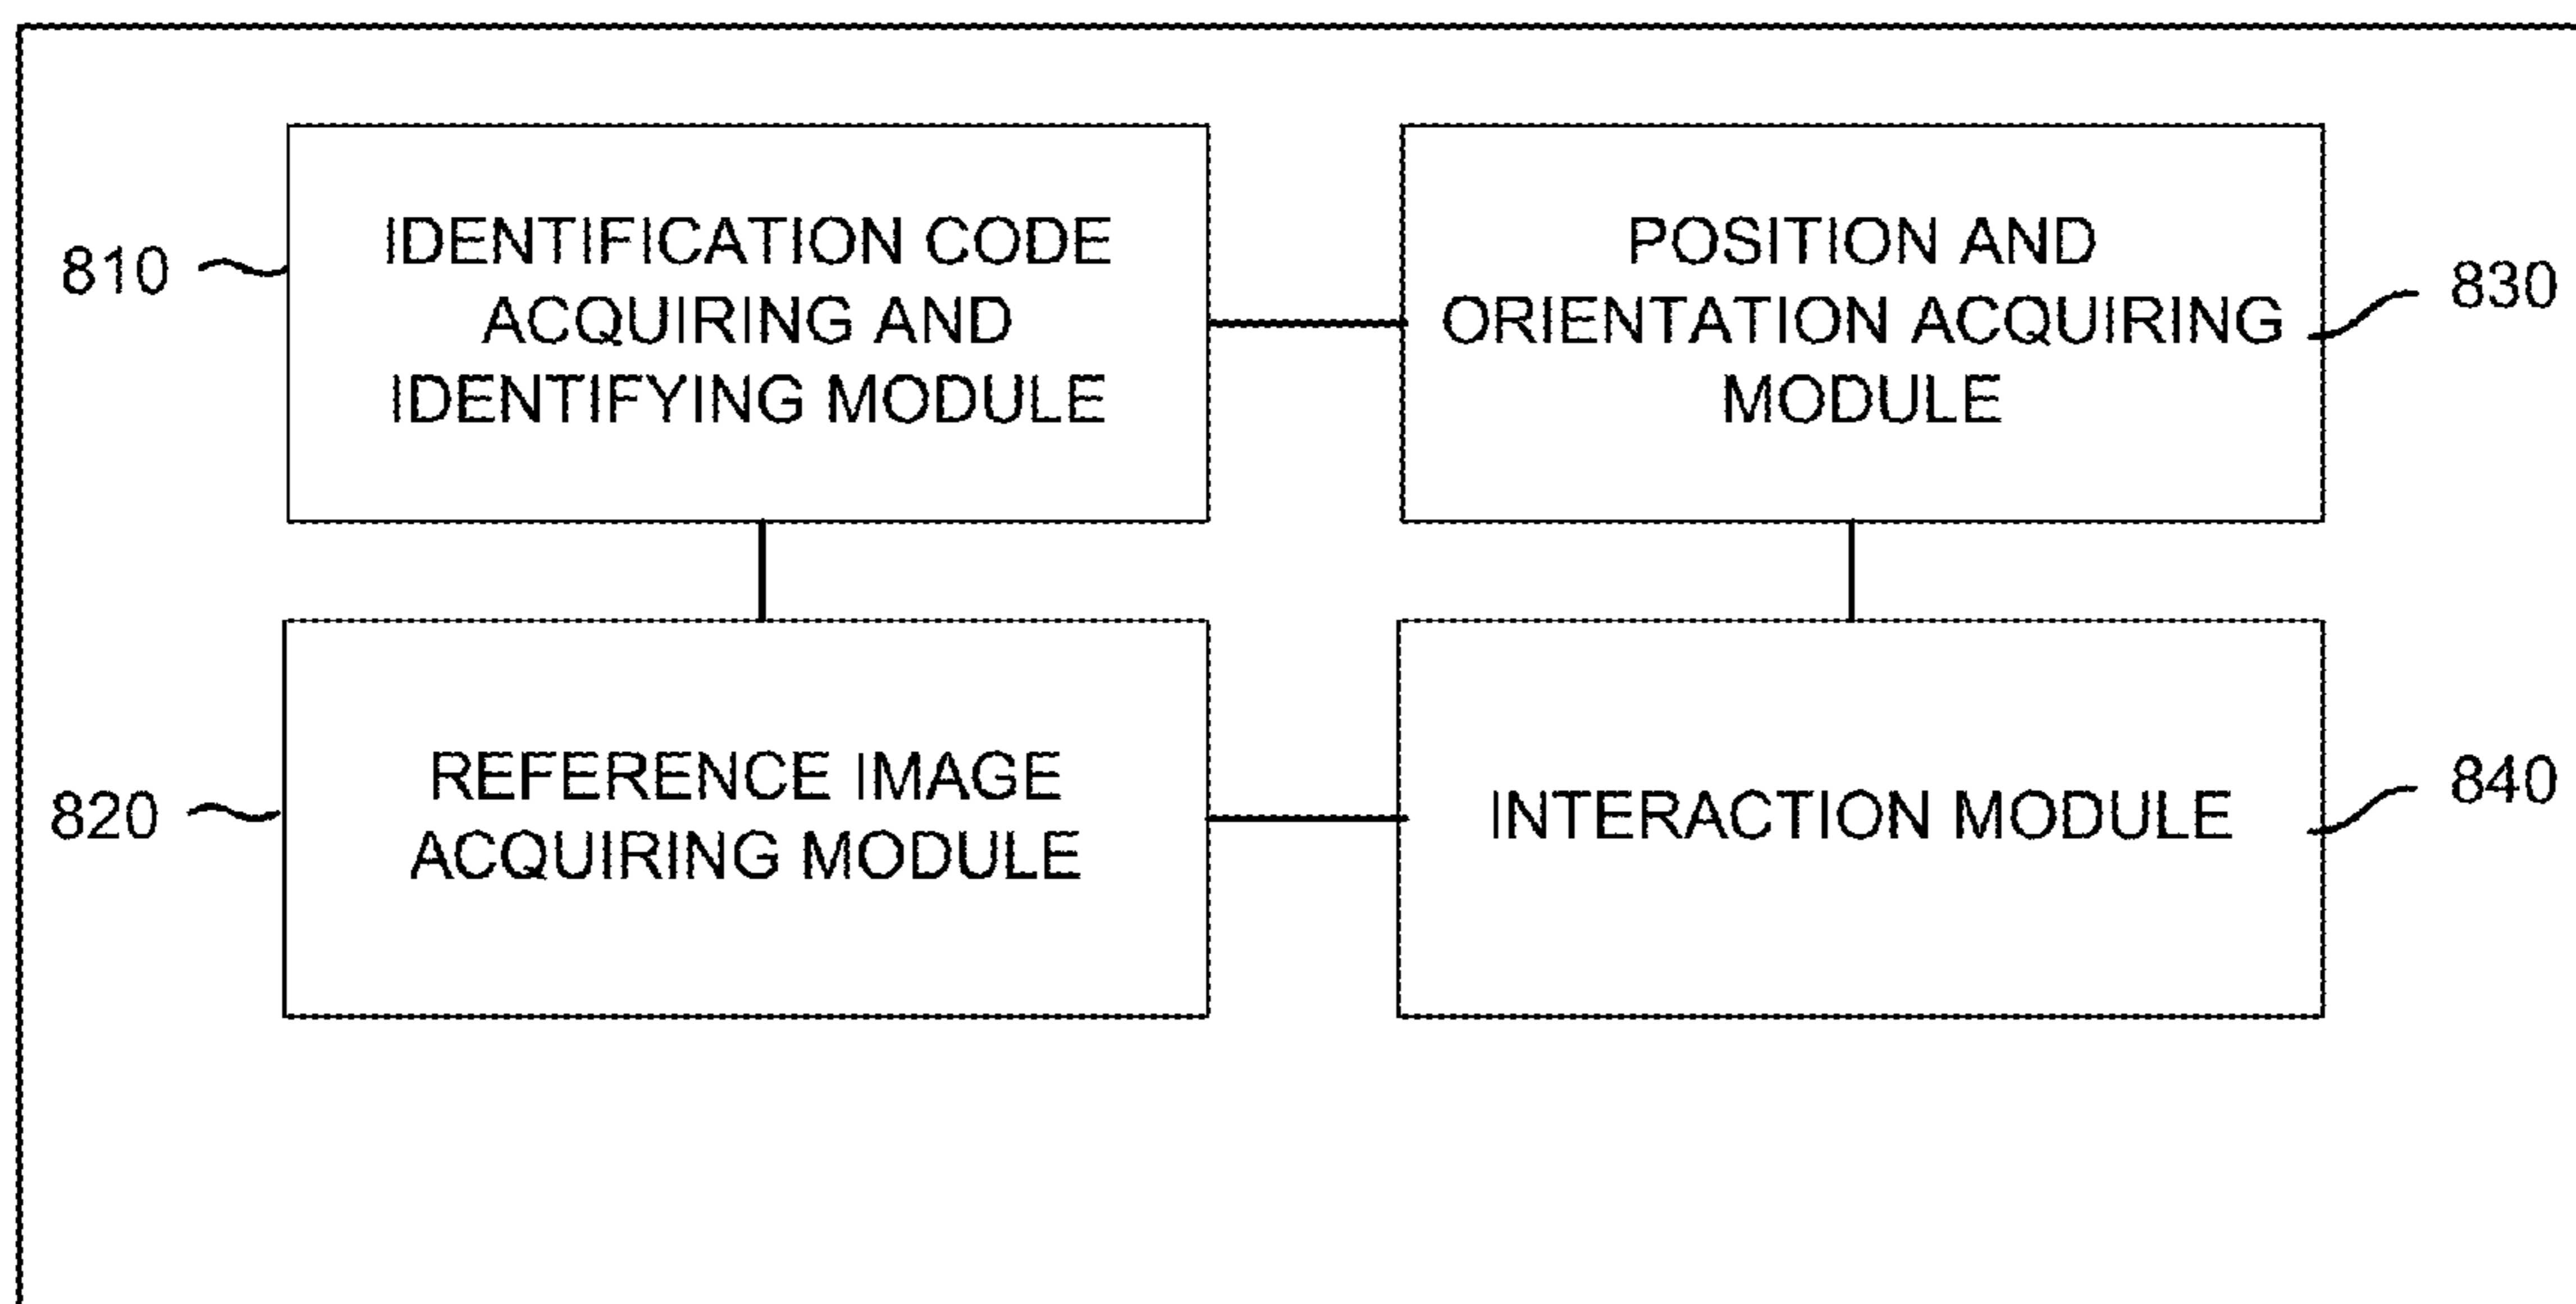 810
IDENTIFICATION CODE
ACQUIRING AND
IDENTIFYING MODULE
POSITION AND
ORIENTATION ACQUIRING
MODULE
830
820
REFERENCE IMAGE
ACQUIRING MODULE
INTERACTION MODULE
840